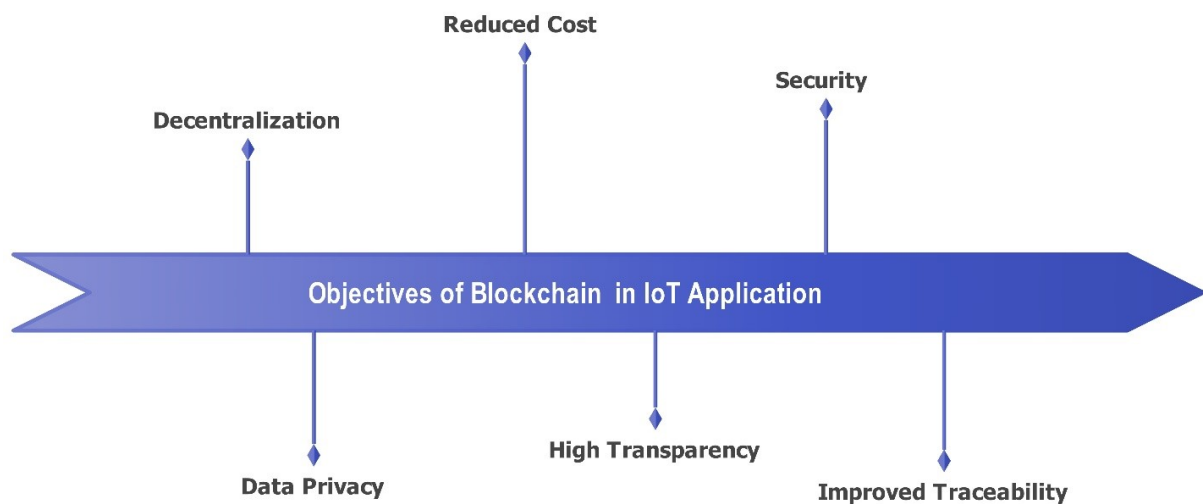 Reduced Cost
Security
Decentralization
Objectives of Blockchain in IoT Application
High Transparency
Data Privacy
Improved Traceability